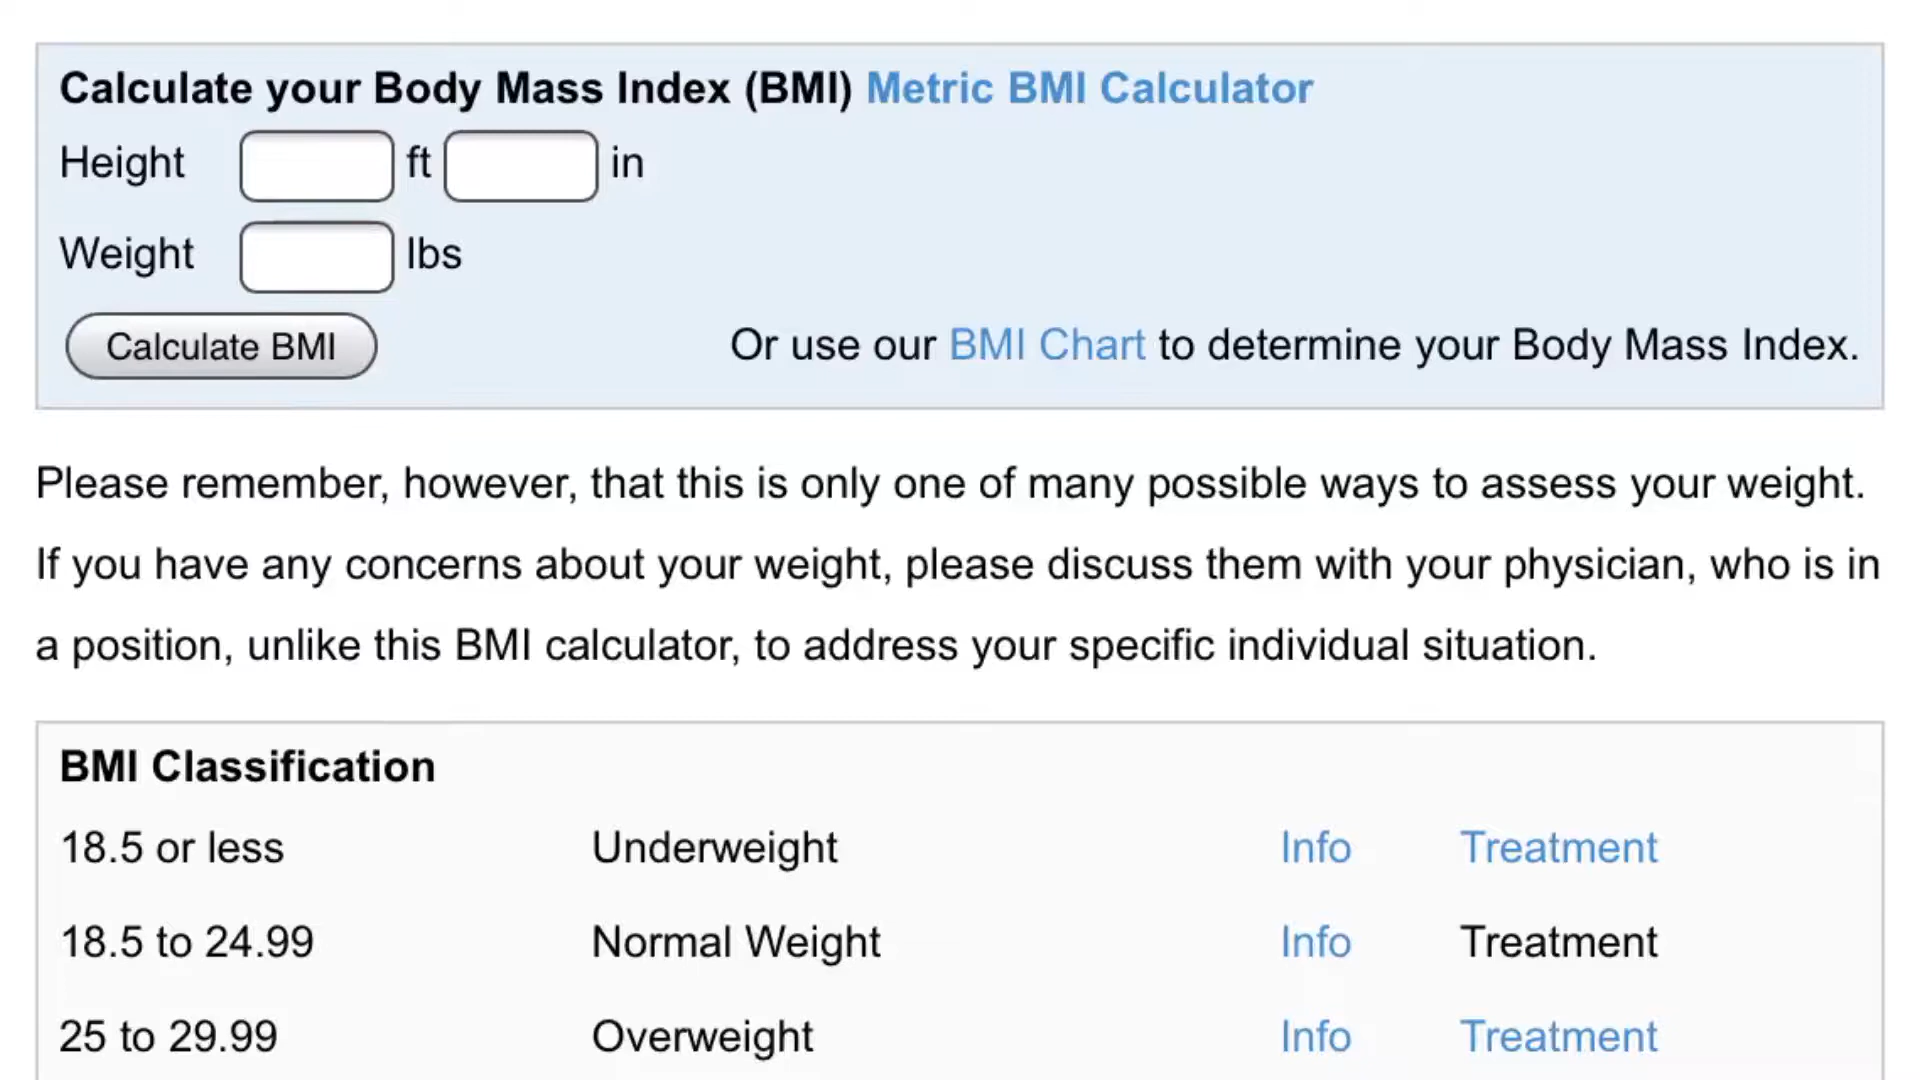 Calculate your Body Mass Index (BMI) Metric BMI Calculator
Height ft in
Weight lbs
Calculate BMI Or use our BMI Chart to determine your Body Mass Index.
Please remember, however, that this is only one of many possible ways to assess your weight.
If you have any concerns about your weight, please discuss them with your physician, who is in
a position, unlike this BMI calculator, to address your specific individual situation.
BMI Classification
18.5 or less Underweight Info Treatment
18.5 to 24.99 Normal Weight Info Treatment
25 to 29.99 Overweight Info Treatment